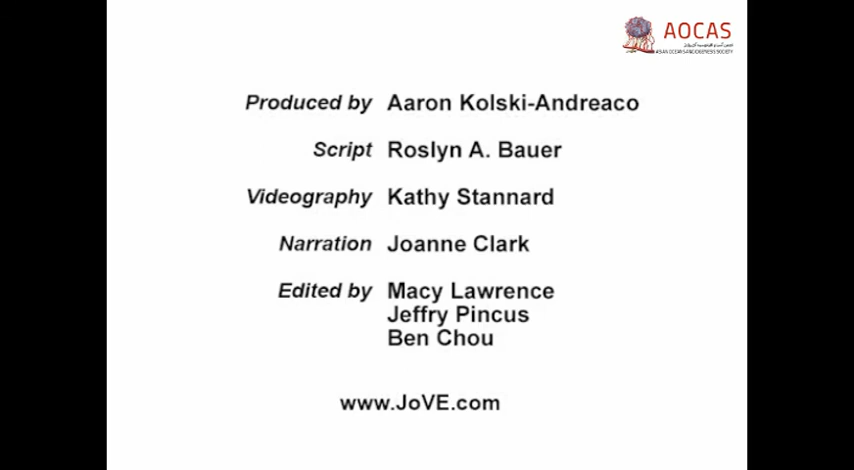 AOCAS
Produced by Aaron Kolski-Andreaco
Script Roslyn A. Bauer
Videography Kathy Stannard
Narration Joanne Clark
Edited by Macy Lawrence
Jeffry Pincus
Ben Chou
www.JoVE.com